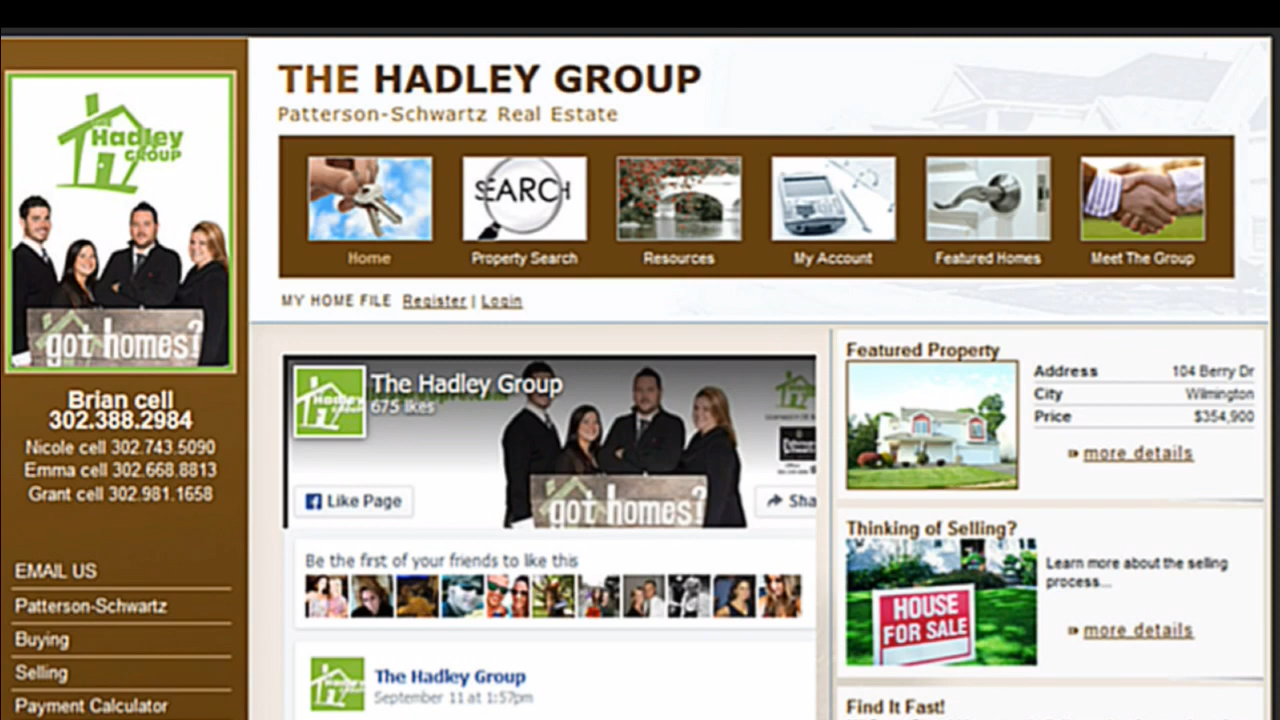 THE HADLEY GROUP
Patterson-Schwartz Real Estate
Hadley
GROUP
got homes?
SEARCH
Home
Property Search
Resources
My Account
Featured Homes
Meet The Group
MY HOME FILE Register | Login
Brian cell
302.388.2984
Nicole cell 302.743.5090
Emma cell 302.668.8813
Grant cell 302.981.1658
EMAIL US
Patterson-Schwartz
Buying
Selling
Payment Calculator
The Hadley Group
675 likes
got homes?
Like Page
Sha
Be the first of your friends to like this
The Hadley Group
September 11 at 1:57pm
Featured Property
Address 104 Berry Dr
City Wilmington
Price $354,900
more details
Thinking of Selling?
HOUSE
FOR SALE
Learn more about the selling
process...
more details
Find It Fast!